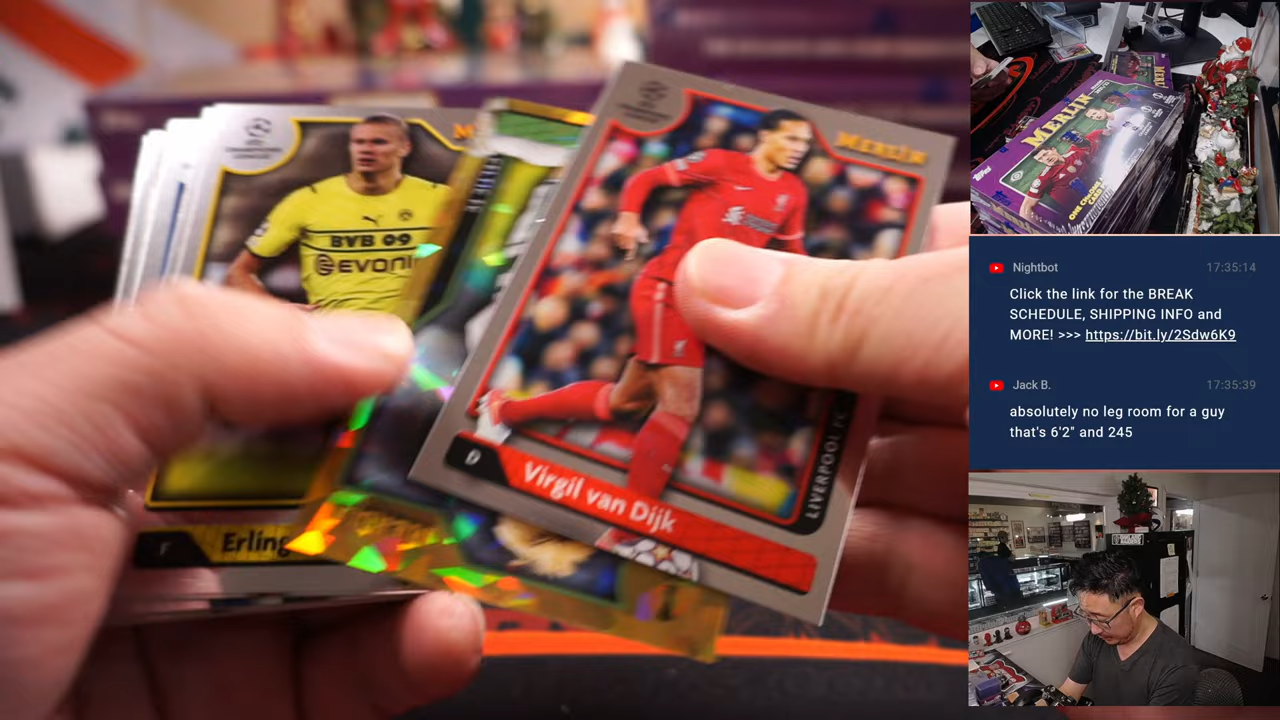 MERLIN
BVB 09
EVONI
F
Erling
D
Virgil van Dijk
LIVERPOOL FC
MERLIN
Nightbot 17:35:14
Click the link for the BREAK
SCHEDULE, SHIPPING INFO and
MORE! >>> https://bit.ly/2Sdw6K9
Jack B. 17:35:39
absolutely no leg room for a guy
that's 6'2" and 245